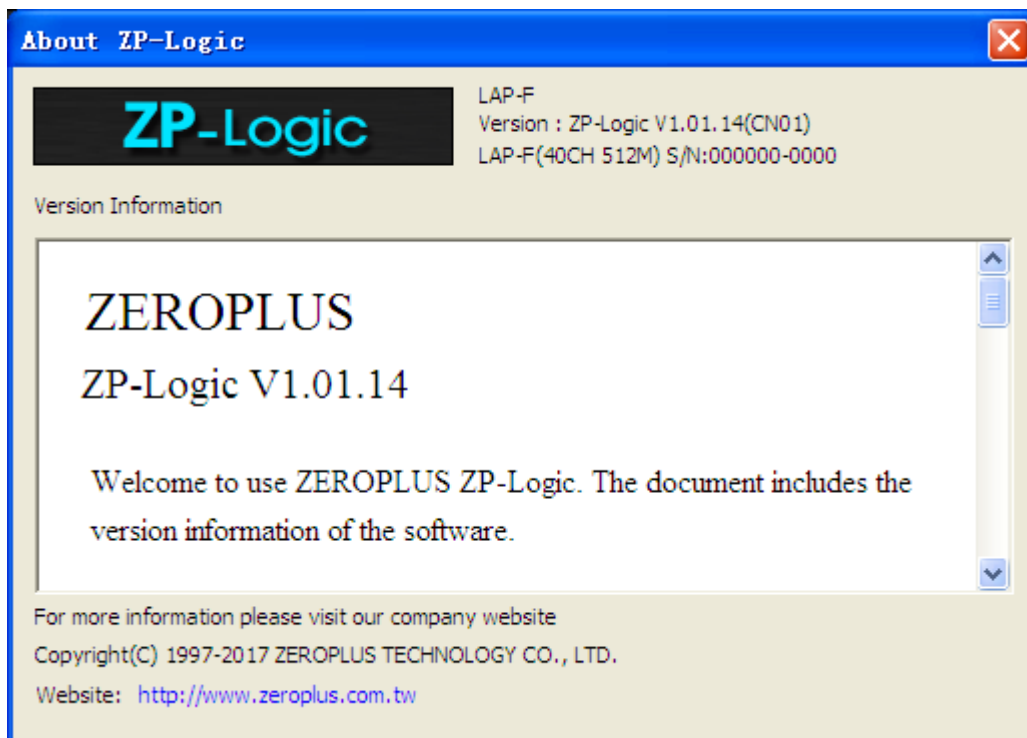 About ZP-Logic
ZP-Logic
LAP-F
Version : ZP-Logic V1.01.14(CN01)
LAP-F(40CH 512M) S/N:000000-0000
Version Information
ZEROPLUS
ZP-Logic V1.01.14
Welcome to use ZEROPLUS ZP-Logic. The document includes the
version information of the software.
For more information please visit our company website
Copyright(C) 1997-2017 ZEROPLUS TECHNOLOGY CO., LTD.
Website: http://www.zeroplus.com.tw